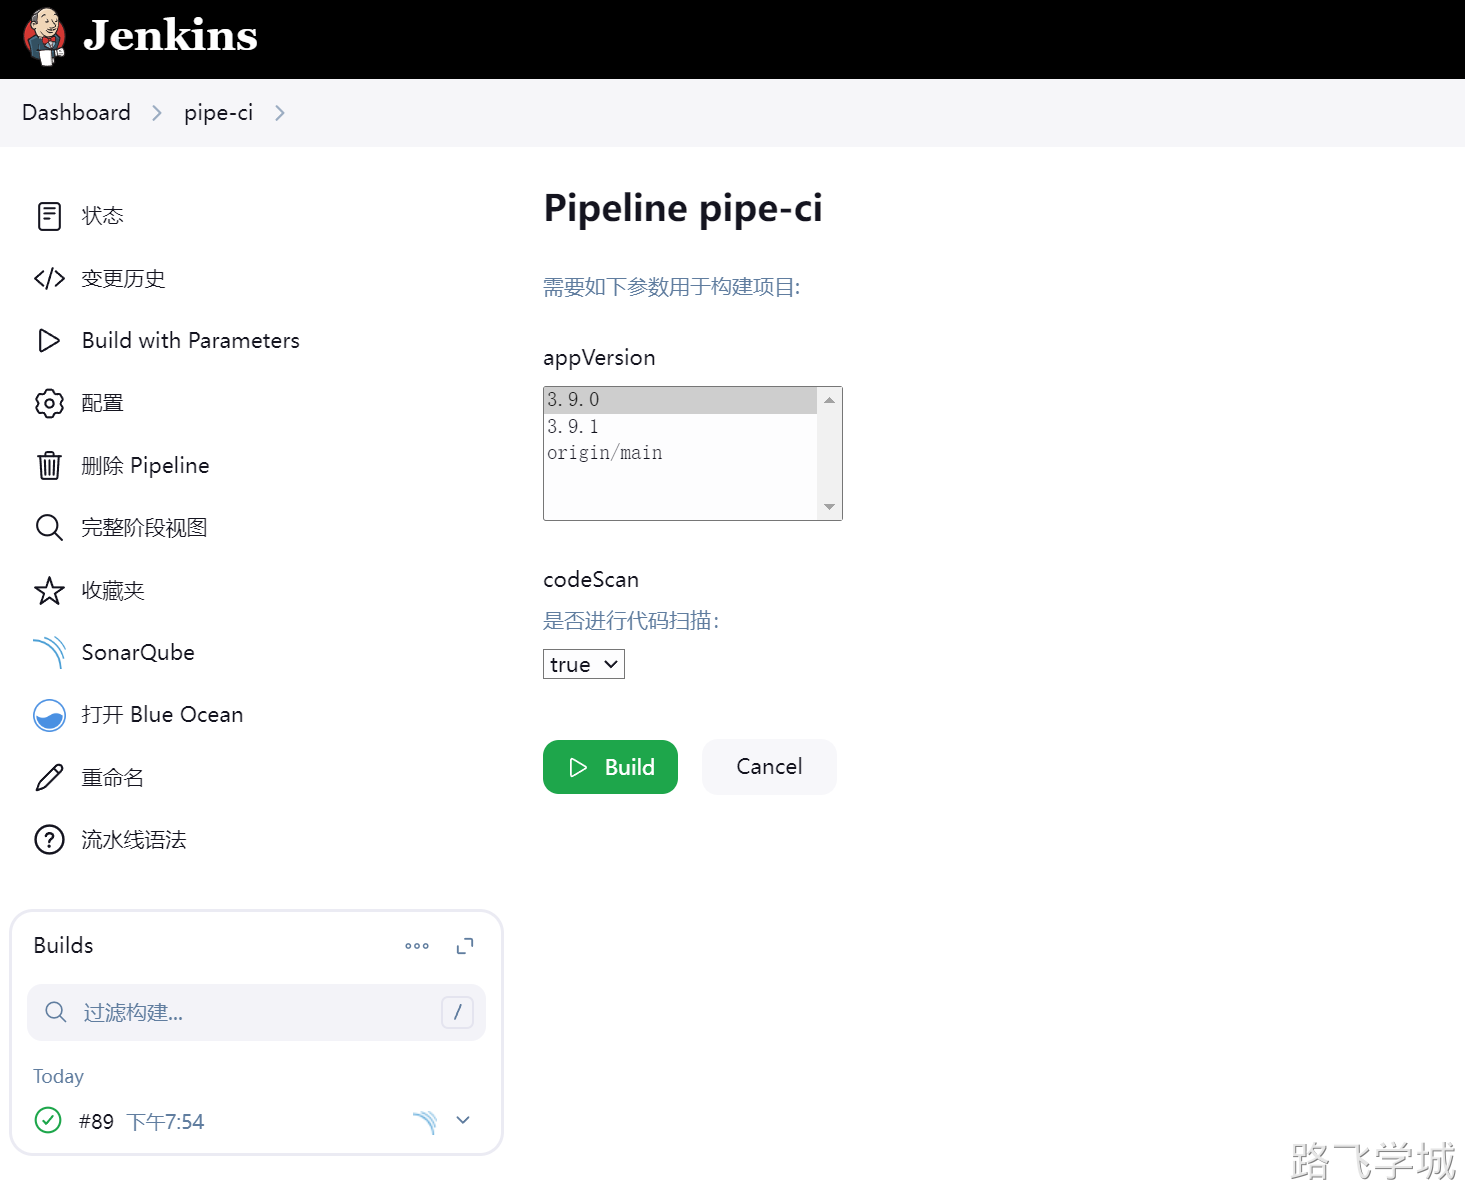 Jenkins
Dashboard
pipe-ci
状态
变更历史
Build with Parameters
配置
删除 Pipeline
完整阶段视图
收藏夹
SonarQube
打开 Blue Ocean
重命名
流水线语法
Builds
过滤构建...
/
Today
#89 下午7:54
Pipeline pipe-ci
需要如下参数用于构建项目:
appVersion
3.9.0
3.9.1
origin/main
codeScan
是否进行代码扫描：
true
Build
Cancel
路飞学城